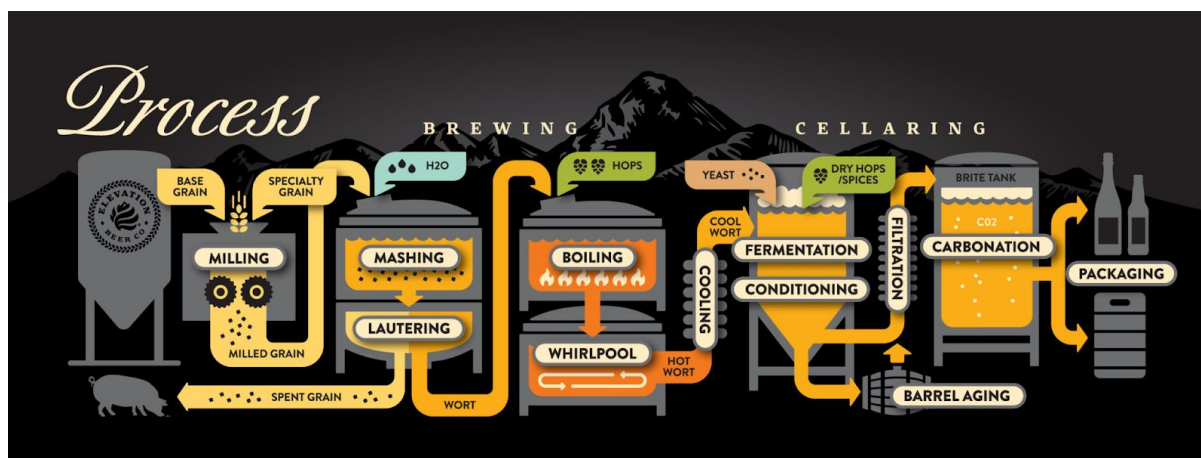 Process
BREWING
CELLARING
ELEVATION
BEER CO.
BASE
GRAIN
SPECIALTY
GRAIN
MILLING
MILLED GRAIN
SPENT GRAIN
H2O
MASHING
LAUTERING
WORT
HOPS
BOILING
WHIRLPOOL
HOT
WORT
COOLING
COOL
WORT
YEAST
DRY HOPS
/SPICES
FERMENTATION
CONDITIONING
FILTRATION
BARREL AGING
BRITE TANK
C02
CARBONATION
PACKAGING